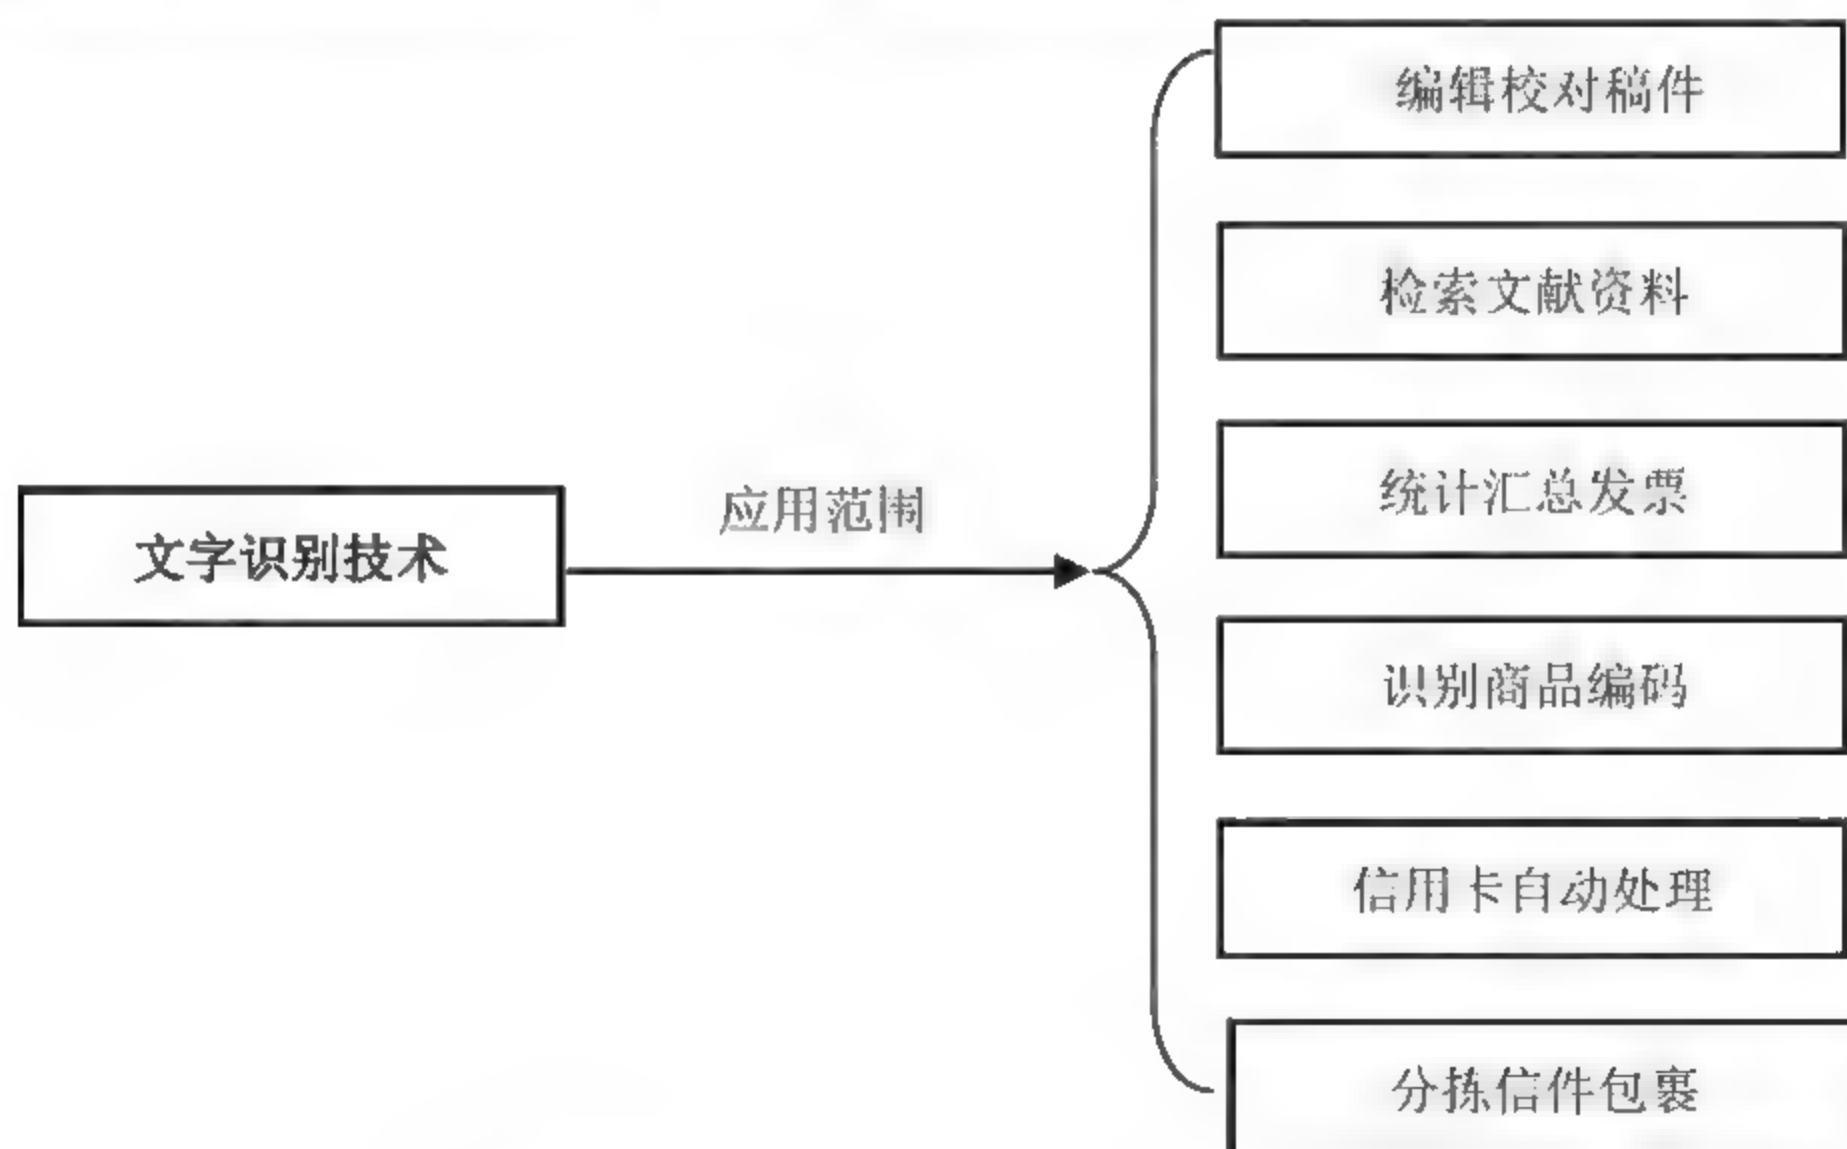 编辑校对稿件
检索文献资料
统计汇总发票
应用范围
文字识别技术
识别商品编码
信用卡自动处理
分拣信件包裹